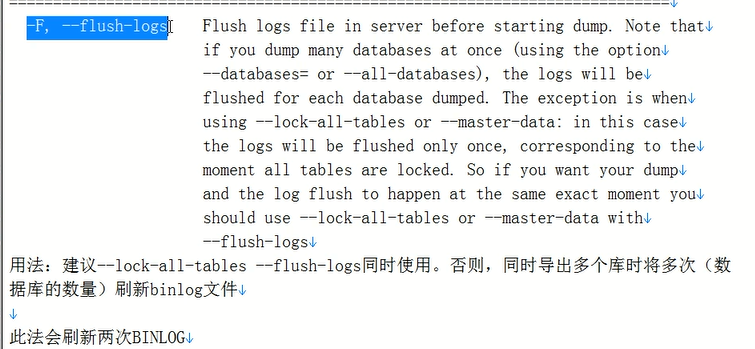 -F, --flush-logs Flush logs file in server before starting dump. Note that
if you dump many databases at once (using the option
--databases= or --all-databases), the logs will be
flushed for each database dumped. The exception is when
using --lock-all-tables or --master-data: in this case
the logs will be flushed only once, corresponding to the
moment all tables are locked. So if you want your dump
and the log flush to happen at the same exact moment you
should use --lock-all-tables or --master-data with
--flush-logs
用法：建议--lock-all-tables --flush-logs同时使用。否则，同时导出多个库时将多次（数
据库的数量）刷新binlog文件
此法会刷新两次BINLOG